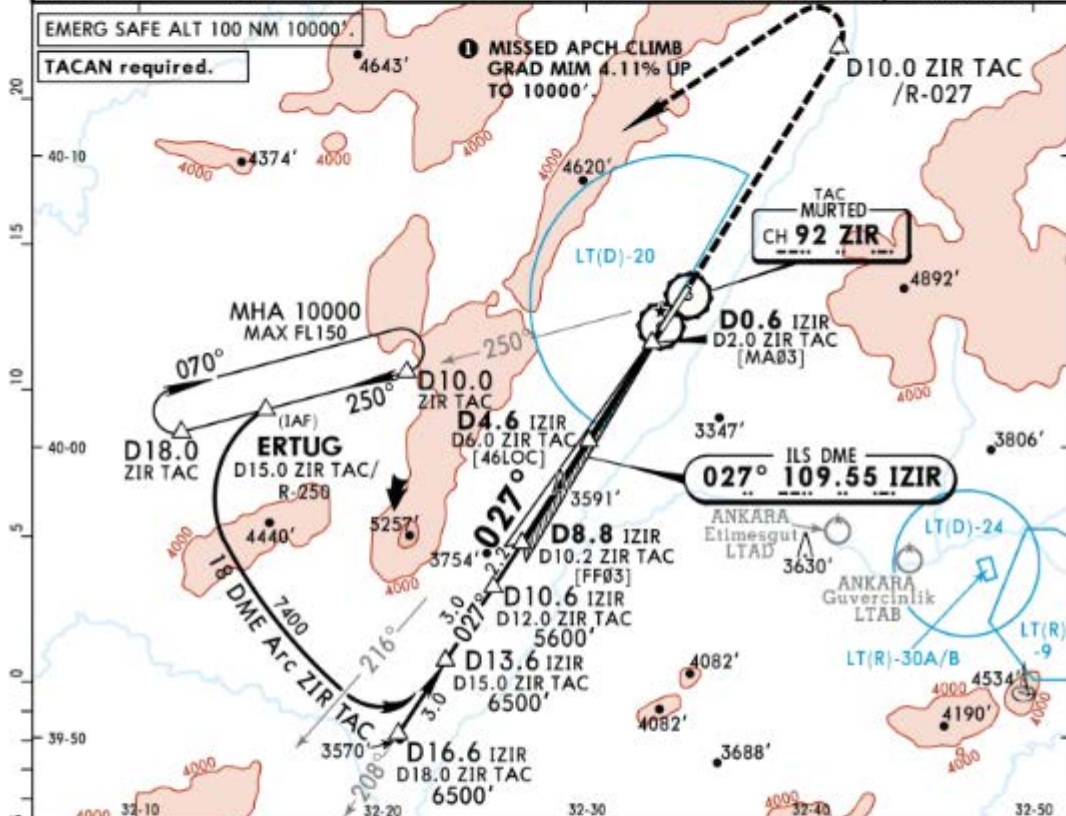 EMERG SAFE ALT 100 NM 10000'.
TACAN required.
4643'
❶ MISSED APCH CLIMB
GRAD MIM 4.11% UP
TO 10000'.
D10.0 ZIR TAC
/R-027
20
40-10
4000
4374'
4000
4000
4620'
4000
TAC
MURTED
CH 92 ZIR
15
LT(D)-20
4892'
4000
MHA 10000
MAX FL150
070°
250°
250°
D0.6 IZIR
D2.0 ZIR TAC
[MA03]
10
D10.0
ZIR TAC
4000
(IAF)
ERTUG
D15.0 ZIR TAC/
R-250
D18.0
ZIR TAC
D4.6 IZIR
D6.0 ZIR TAC
[46LOC]
3347'
3806'
40-00
ILS DME
027° 109.55 IZIR
4440'
4000
5257'
4000
027°
3591'
3754'
D8.8 IZIR
D10.2 ZIR TAC
[FF03]
ANKARA
Etimesgut
LTAD
3630'
LT(D)-24
ANKARA
Guvercinlik
LTAB
5
2.2
18 DME Arc ZIR TAC
7400
3.0
027°
D10.6 IZIR
D12.0 ZIR TAC
5600'
LT(R)-30A/B
LT(R)
-9
216°
D13.6 IZIR
D15.0 ZIR TAC
6500'
4082'
4082'
4534'
4000
4000
4190'
0
3.0
39-50
3570'
D16.6 IZIR
D18.0 ZIR TAC
6500'
208°
3688'
4000
4000
4000
4000
32-10
32-20
32-30
32-40
32-50